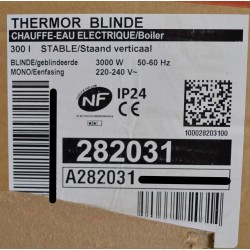 THERMOR BLINDE
CHAUFFE-EAU ELECTRIQUE/Boiler
300 l STABLE/Staand verticaal
BLINDE/geblindeerde 3000 W 50-60 Hz
MONO/Eenfasing 220-240 V~
NF IP24
CE
100028203100
282031
A282031